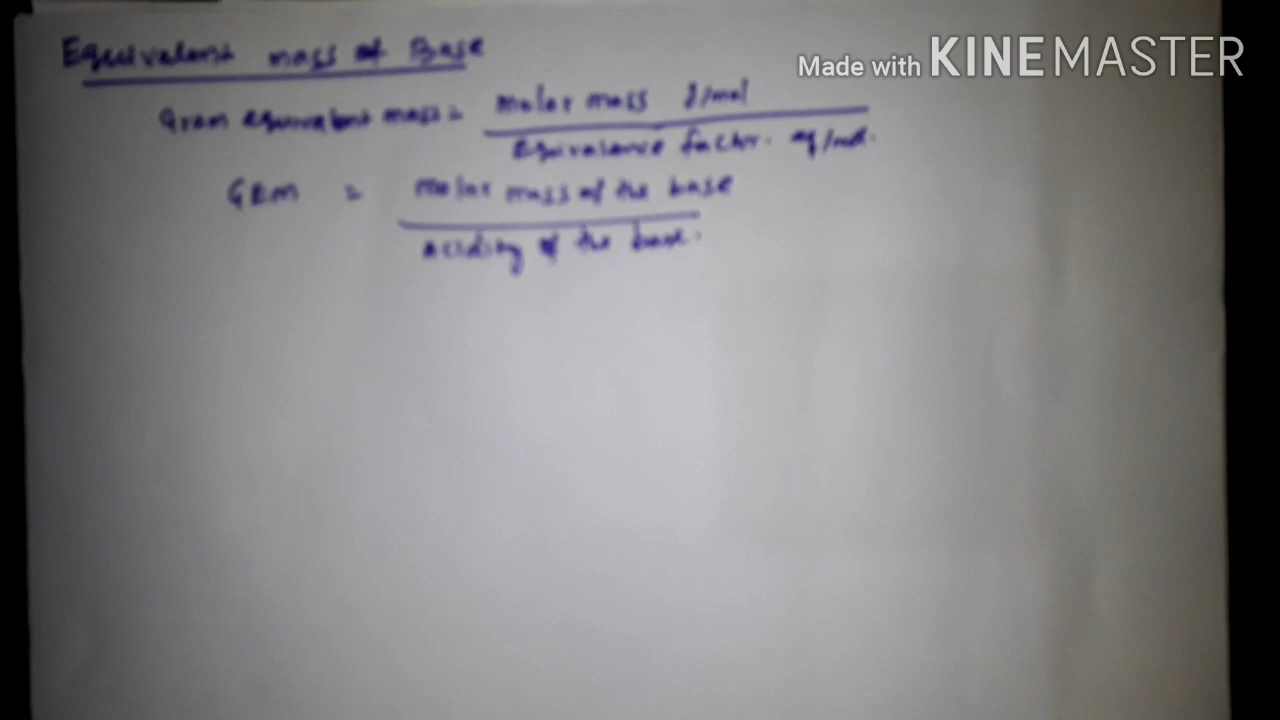 Equivalent mass of Base
Made with KINEMASTER
Gram equivalent mass = Molar mass g/mol
Equivalence factor. eq/mol.
GEM = Molar mass of the base
acidity of the base.